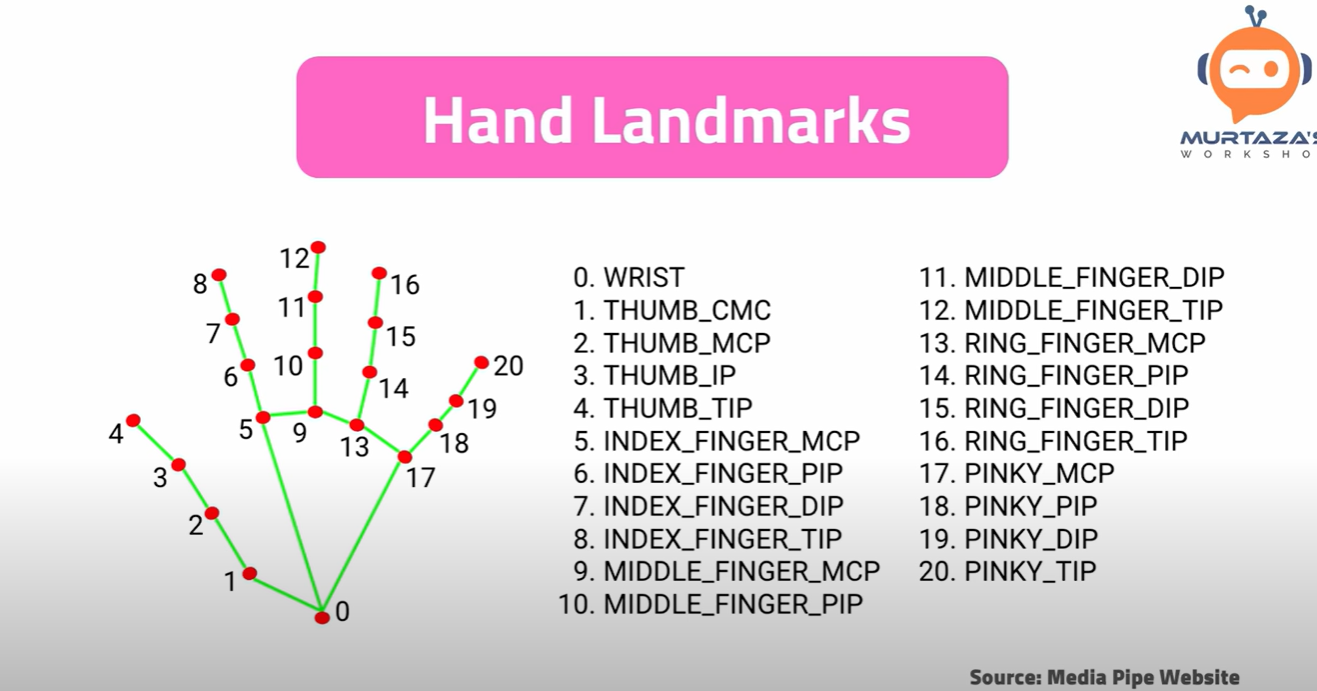 Hand Landmarks
MURTAZA'S
WORKSHO
12
16
8
11
15
7
10
14
20
6
19
4
5
9
13
18
3
17
2
1
0
0. WRIST
1. THUMB_CMC
2. THUMB_MCP
3. THUMB_IP
4. THUMB_TIP
5. INDEX_FINGER_MCP
6. INDEX_FINGER_PIP
7. INDEX_FINGER_DIP
8. INDEX_FINGER_TIP
9. MIDDLE_FINGER_MCP
10. MIDDLE_FINGER_PIP
11. MIDDLE_FINGER_DIP
12. MIDDLE_FINGER_TIP
13. RING_FINGER_MCP
14. RING_FINGER_PIP
15. RING_FINGER_DIP
16. RING_FINGER_TIP
17. PINKY_MCP
18. PINKY_PIP
19. PINKY_DIP
20. PINKY_TIP
Source: Media Pipe Website